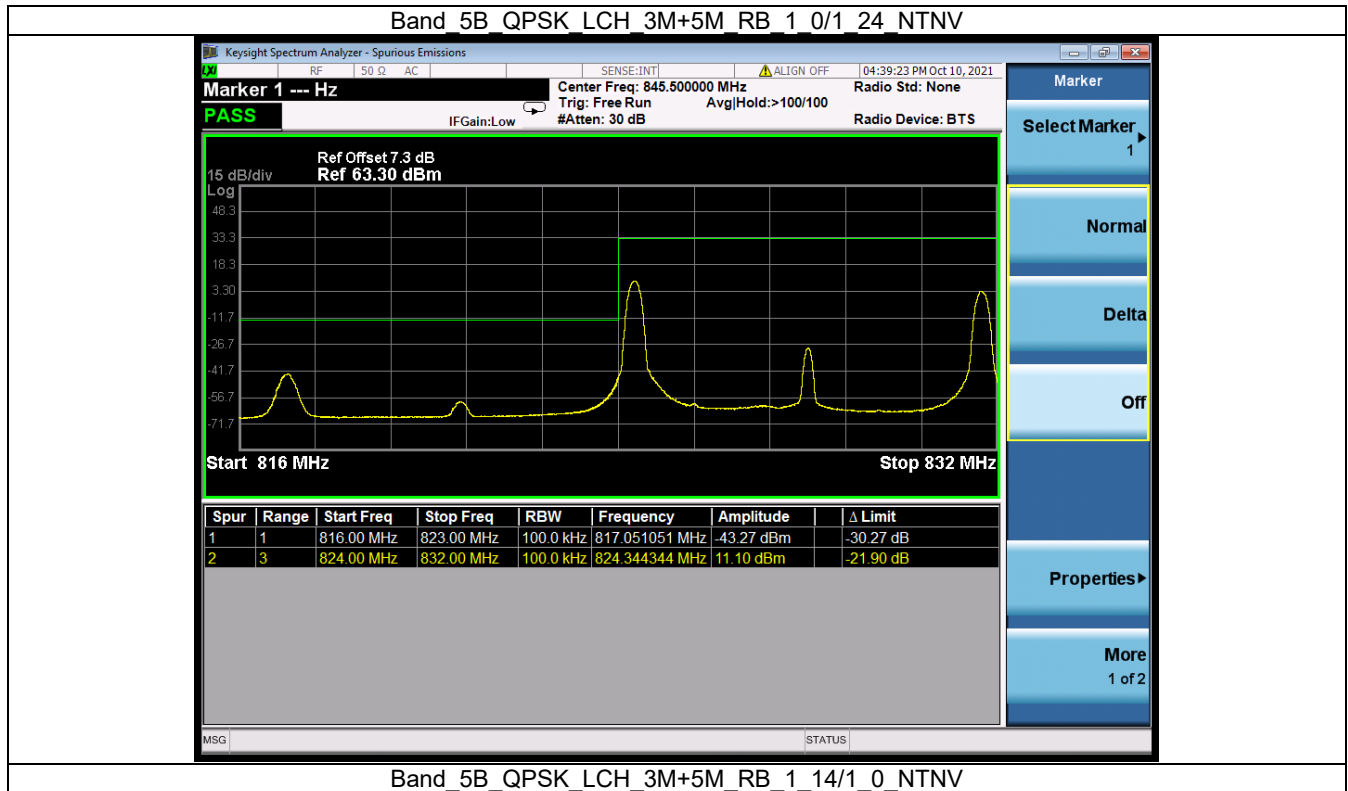 Band_5B_QPSK_LCH_3M+5M_RB_1_0/1_24_NTNV
Keysight Spectrum Analyzer - Spurious Emissions
LXI RF 50 Ω AC SENSE:INT ALIGN OFF 04:39:23 PM Oct 10, 2021
Marker 1 --- Hz Center Freq: 845.500000 MHz Radio Std: None
Trig: Free Run Avg|Hold:>100/100
PASS IFGain:Low #Atten: 30 dB Radio Device: BTS
Ref Offset 7.3 dB
15 dB/div Ref 63.30 dBm
Log
48.3
33.3
18.3
3.30
-11.7
-26.7
-41.7
-56.7
-71.7
Start 816 MHz Stop 832 MHz
Spur Range Start Freq Stop Freq RBW Frequency Amplitude Δ Limit
1 1 816.00 MHz 823.00 MHz 100.0 kHz 817.051051 MHz -43.27 dBm -30.27 dB
2 3 824.00 MHz 832.00 MHz 100.0 kHz 824.344344 MHz 11.10 dBm -21.90 dB
MSG STATUS
Marker
Select Marker
1
Normal
Delta
Off
Properties
More
1 of 2
Band_5B_QPSK_LCH_3M+5M_RB_1_14/1_0_NTNV